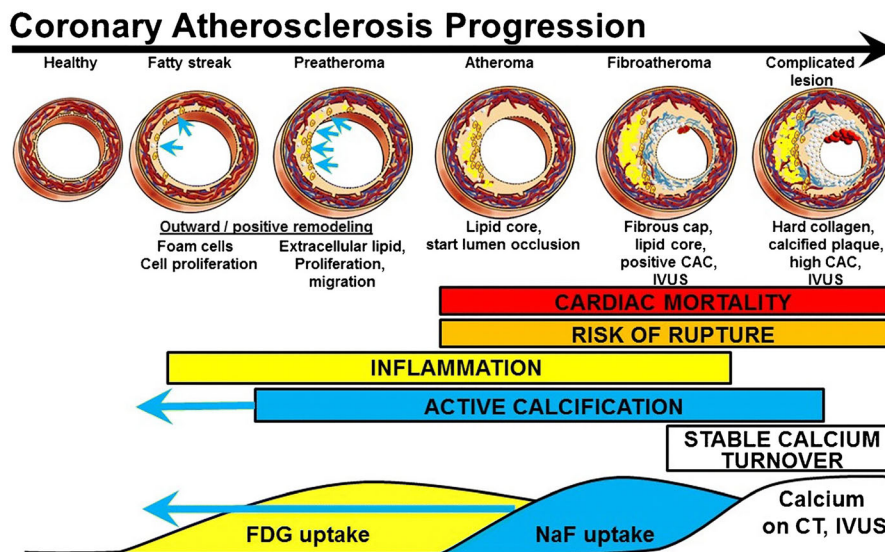 Coronary Atherosclerosis Progression
Healthy
Fatty streak
Preatheroma
Atheroma
Fibroatheroma
Complicated
lesion
Outward / positive remodeling
Foam cells
Cell proliferation
Extracellular lipid,
Proliferation,
migration
Lipid core,
start lumen occlusion
Fibrous cap,
lipid core,
positive CAC,
IVUS
Hard collagen,
calcified plaque,
high CAC,
IVUS
CARDIAC MORTALITY
RISK OF RUPTURE
INFLAMMATION
ACTIVE CALCIFICATION
STABLE CALCIUM
TURNOVER
FDG uptake
NaF uptake
Calcium
on CT, IVUS